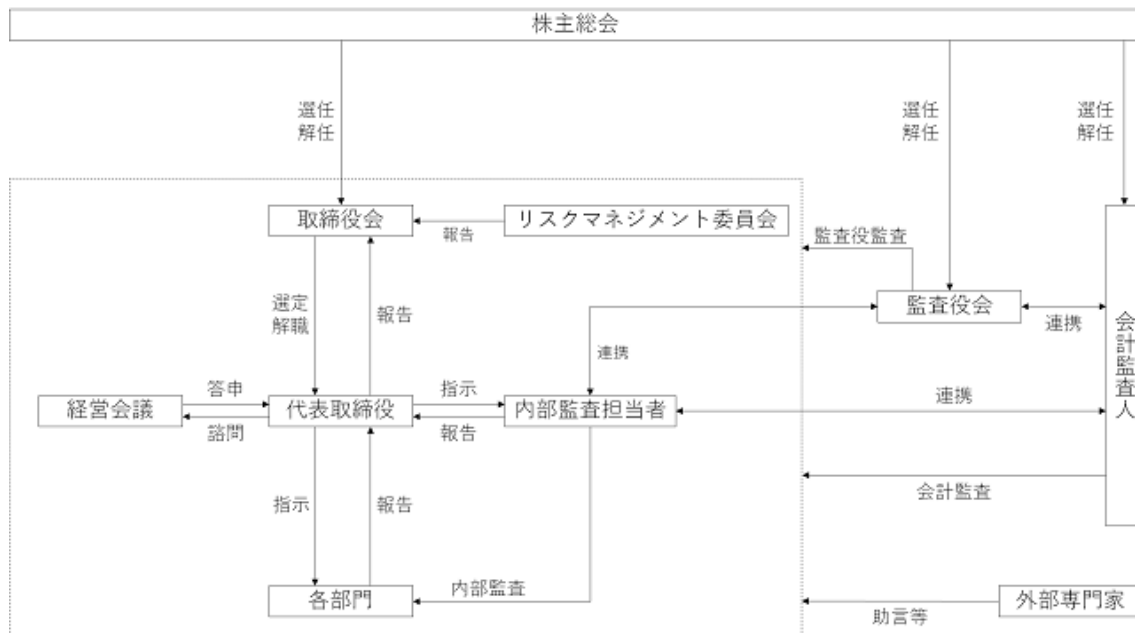 株主総会
選任
解任
選任
解任
選任
解任
取締役会
報告
リスクマネジメント委員会
監査役監査
監査役会
連携
会計監査人
選定
解職
報告
連携
経営会議
答申
諮問
代表取締役
指示
報告
内部監査担当者
連携
会計監査
指示
報告
各部門
内部監査
助言等
外部専門家